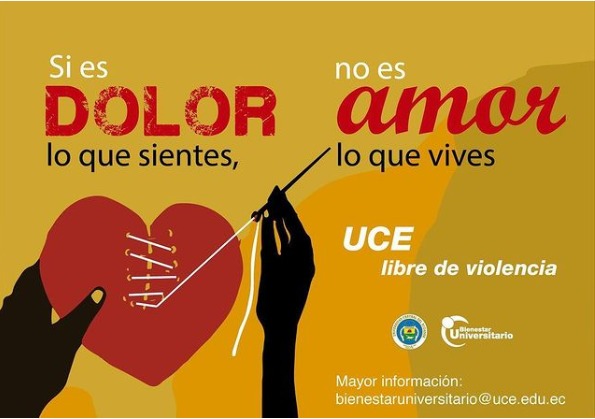 Si es
DOLOR
lo que sientes,
no es
amor
lo que vives
UCE
libre de violencia
Bienestar
Universitario
Mayor información:
bienestaruniversitario@uce.edu.ec